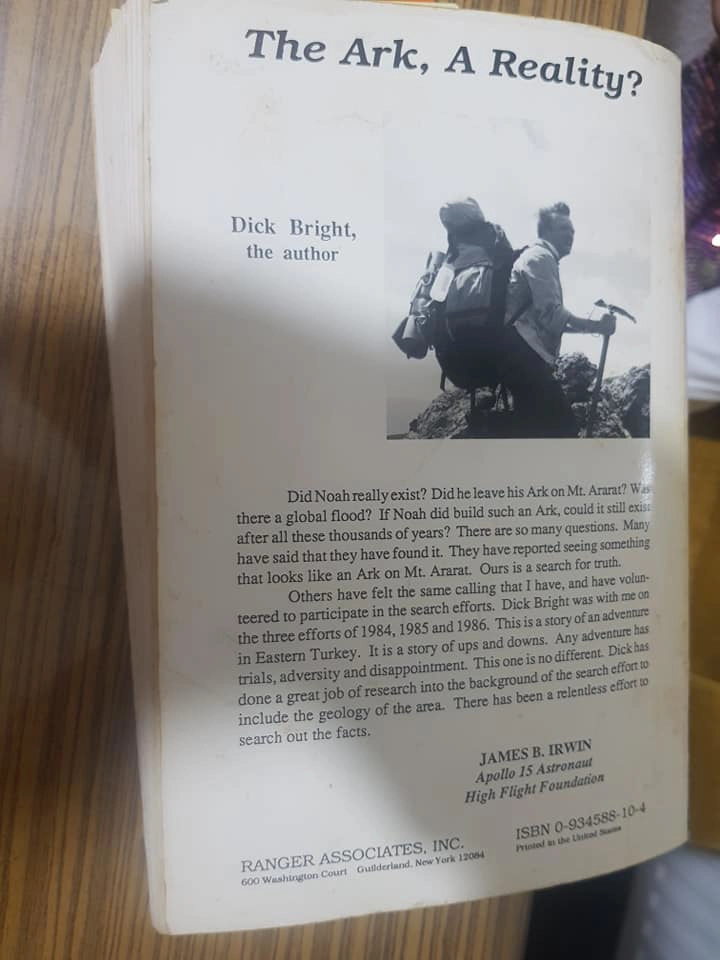 The Ark, A Reality?
Dick Bright,
the author
Did Noah really exist? Did he leave his Ark on Mt. Ararat? Was
there a global flood? If Noah did build such an Ark, could it still exist
after all these thousands of years? There are so many questions. Many
have said that they have found it. They have reported seeing something
that looks like an Ark on Mt. Ararat. Ours is a search for truth.
Others have felt the same calling that I have, and have volun-
teered to participate in the search efforts. Dick Bright was with me on
the three efforts of 1984, 1985 and 1986. This is a story of an adventure
in Eastern Turkey. It is a story of ups and downs. Any adventure has
trials, adversity and disappointment. This one is no different. Dick has
done a great job of research into the background of the search effort to
include the geology of the area. There has been a relentless effort to
search out the facts.
JAMES B. IRWIN
Apollo 15 Astronaut
High Flight Foundation
RANGER ASSOCIATES, INC.
600 Washington Court Guilderland, New York 12084
ISBN 0-934588-10-4
Printed in the United States